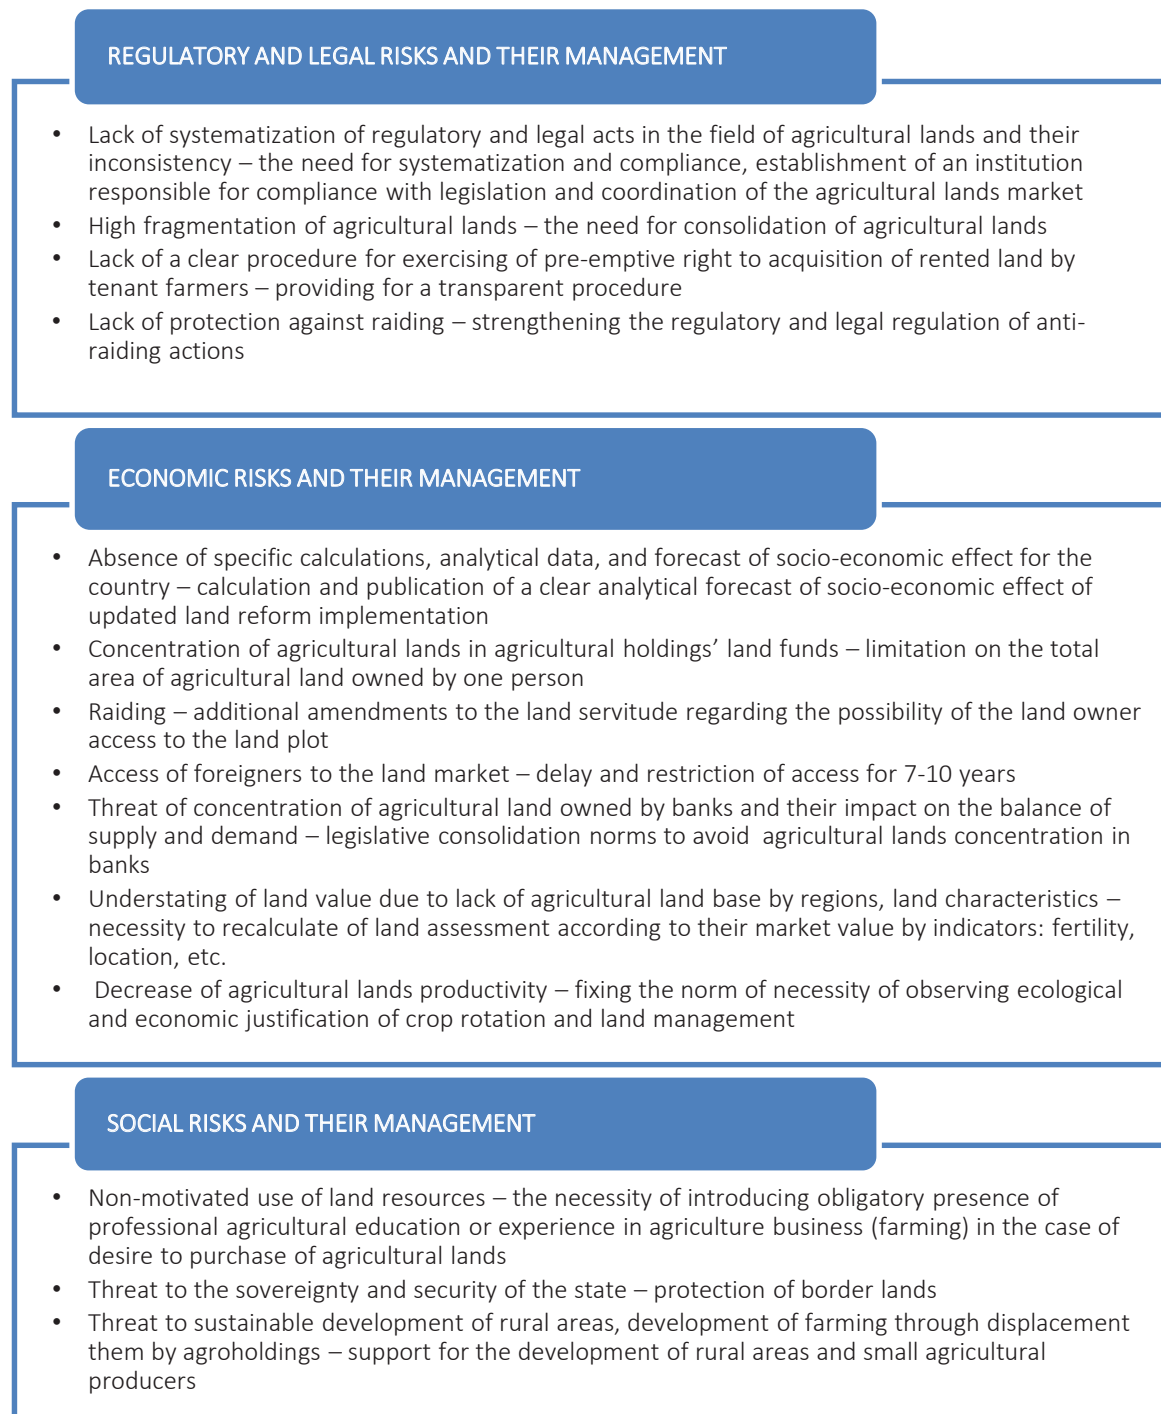 REGULATORY AND LEGAL RISKS AND THEIR MANAGEMENT
• Lack of systematization of regulatory and legal acts in the field of agricultural lands and their
inconsistency – the need for systematization and compliance, establishment of an institution
responsible for compliance with legislation and coordination of the agricultural lands market
• High fragmentation of agricultural lands – the need for consolidation of agricultural lands
• Lack of a clear procedure for exercising of pre-emptive right to acquisition of rented land by
tenant farmers – providing for a transparent procedure
• Lack of protection against raiding – strengthening the regulatory and legal regulation of anti-
raiding actions
ECONOMIC RISKS AND THEIR MANAGEMENT
• Absence of specific calculations, analytical data, and forecast of socio-economic effect for the
country – calculation and publication of a clear analytical forecast of socio-economic effect of
updated land reform implementation
• Concentration of agricultural lands in agricultural holdings’ land funds – limitation on the total
area of agricultural land owned by one person
• Raiding – additional amendments to the land servitude regarding the possibility of the land owner
access to the land plot
• Access of foreigners to the land market – delay and restriction of access for 7-10 years
• Threat of concentration of agricultural land owned by banks and their impact on the balance of
supply and demand – legislative consolidation norms to avoid agricultural lands concentration in
banks
• Understating of land value due to lack of agricultural land base by regions, land characteristics –
necessity to recalculate of land assessment according to their market value by indicators: fertility,
location, etc.
• Decrease of agricultural lands productivity – fixing the norm of necessity of observing ecological
and economic justification of crop rotation and land management
SOCIAL RISKS AND THEIR MANAGEMENT
• Non-motivated use of land resources – the necessity of introducing obligatory presence of
professional agricultural education or experience in agriculture business (farming) in the case of
desire to purchase of agricultural lands
• Threat to the sovereignty and security of the state – protection of border lands
• Threat to sustainable development of rural areas, development of farming through displacement
them by agroholdings – support for the development of rural areas and small agricultural
producers